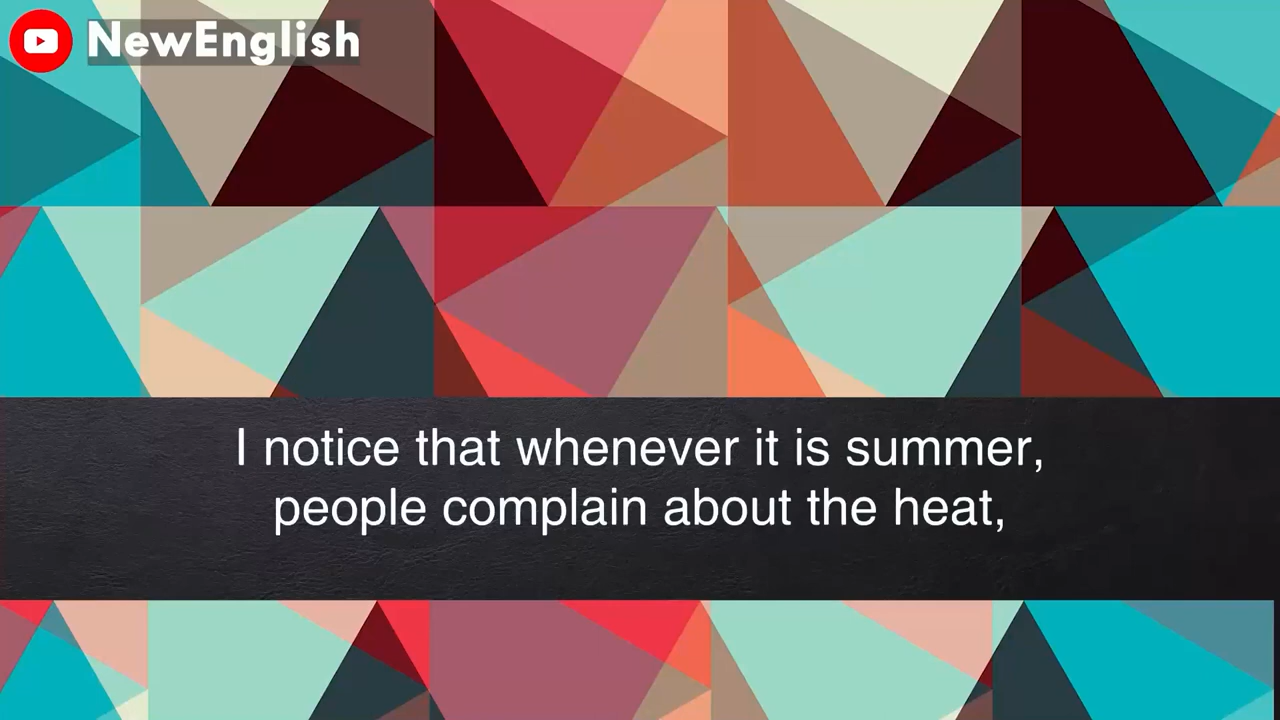 NewEnglish
I notice that whenever it is summer,
people complain about the heat,